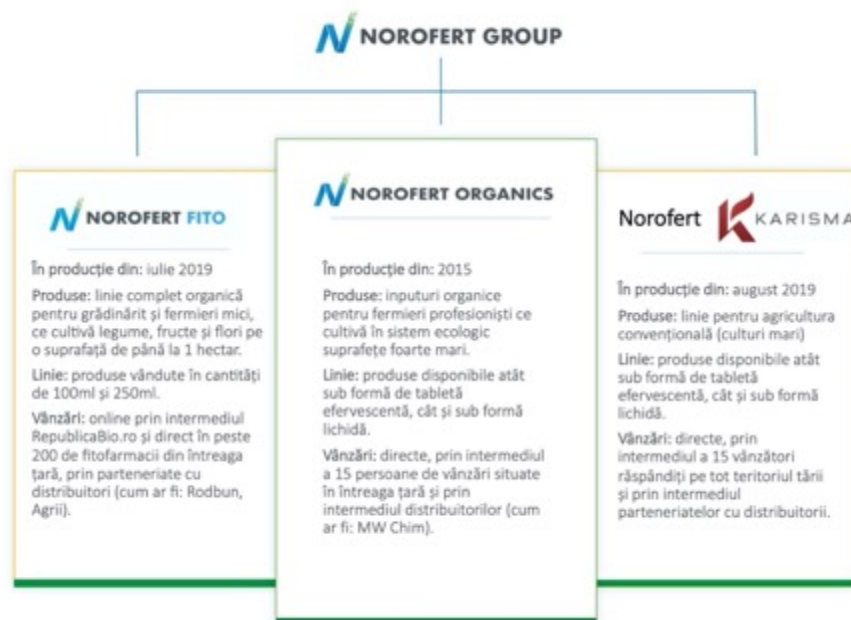 NOROFERT GROUP
NOROFERT FITO
În producție din: iulie 2019
Produse: linie complet organică
pentru grădinărit și fermieri mici,
ce cultivă legume, fructe și flori pe
o suprafață de până la 1 hectar.
Linie: produse vândute în cantități
de 100ml și 250ml.
Vânzări: online prin intermediul
RepublicaBio.ro și direct în peste
200 de fitofarmacii din întreaga
țară, prin parteneriate cu
distribuitori (cum ar fi: Rodbun,
Agrii).
NOROFERT ORGANICS
În producție din: 2015
Produse: inputuri organice
pentru fermieri profesioniști ce
cultivă în sistem ecologic
suprafețe foarte mari.
Linie: produse disponibile atât
sub formă de tabletă
efervescentă, cât și sub formă
lichidă.
Vânzări: directe, prin intermediul
a 15 persoane de vânzări situate
în întreaga țară și prin
intermediul distribuitorilor (cum
ar fi: MW Chim).
Norofert KARISMA
În producție din: august 2019
Produse: linie pentru agricultura
convențională (culturi mari)
Linie: produse disponibile atât
sub formă de tabletă
efervescentă, cât și sub formă
lichidă.
Vânzări: directe, prin
intermediul a 15 vânzători
răspândiți pe tot teritoriul tării
și prin intermediul
parteneriatelor cu distribuitorii.